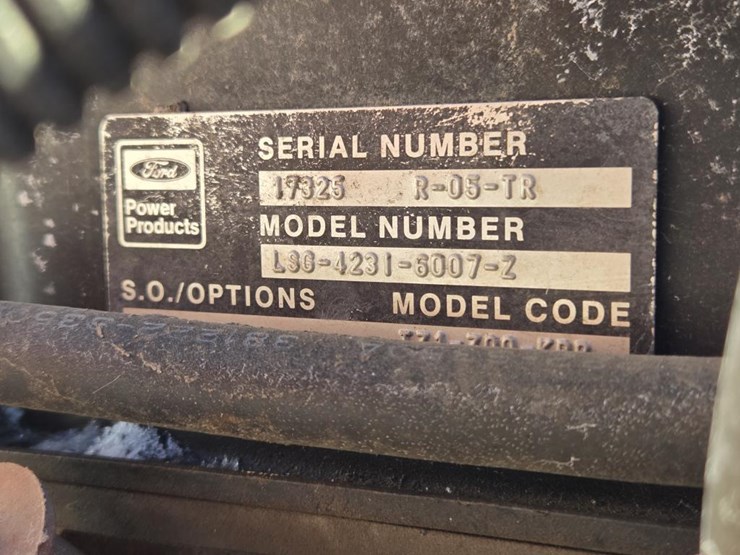 SERIAL NUMBER
Ford
17325 R-05-TR
Power
Products
MODEL NUMBER
LSG-4231-6007-Z
S.O./OPTIONS MODEL CODE